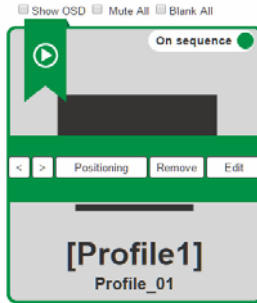 Show OSD Mute All Blank All
On sequence
< > Positioning Remove Edit
[Profile1]
Profile_01